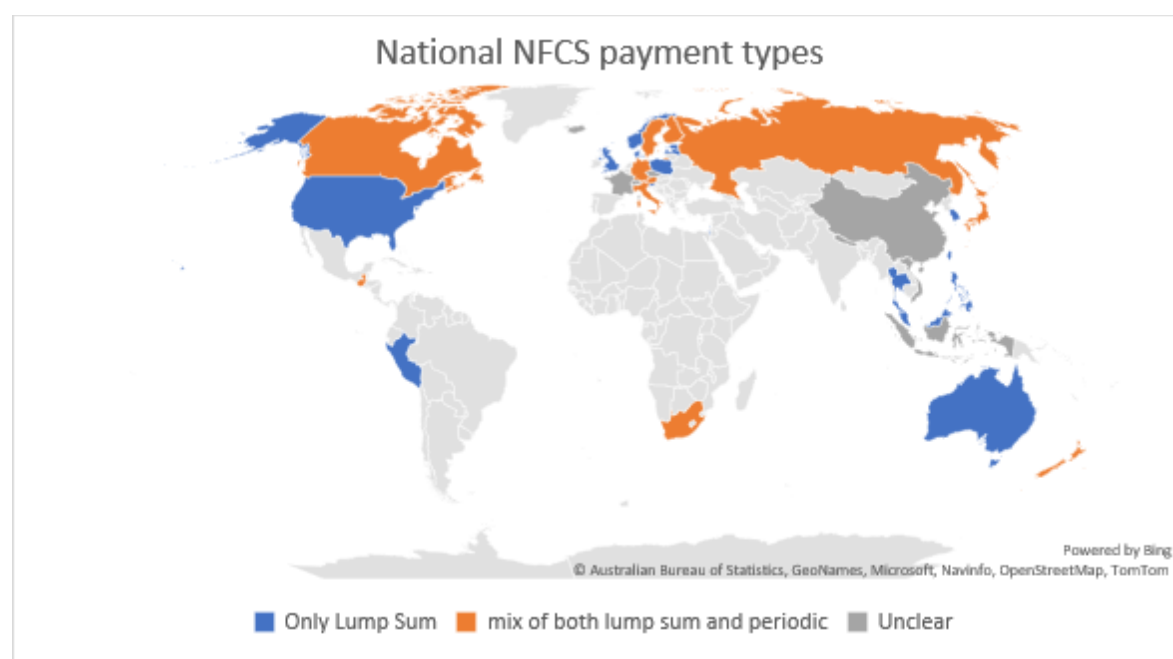 National NFCS payment types
Powered by Bing
© Australian Bureau of Statistics, GeoNames, Microsoft, Navinfo, OpenStreetMap, TomTom
Only Lump Sum mix of both lump sum and periodic Unclear